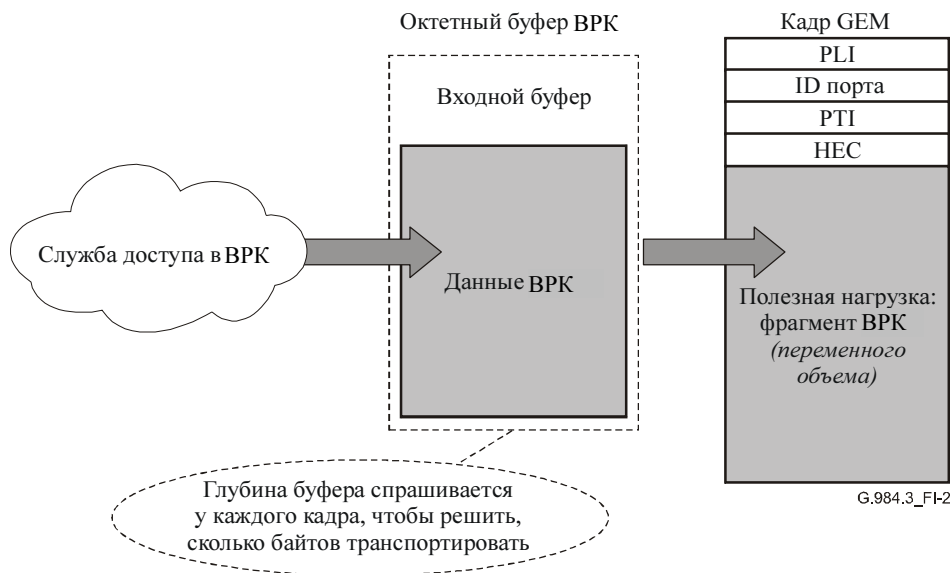 Октетный буфер ВРК
Кадр GEM
PLI
ID порта
PTI
HEC
Входной буфер
Служба доступа в ВРК
Данные ВРК
Полезная нагрузка:
фрагмент ВРК
(переменного
объема)
Глубина буфера спрашивается
у каждого кадра, чтобы решить,
сколько байтов транспортировать
G.984.3_FI-2